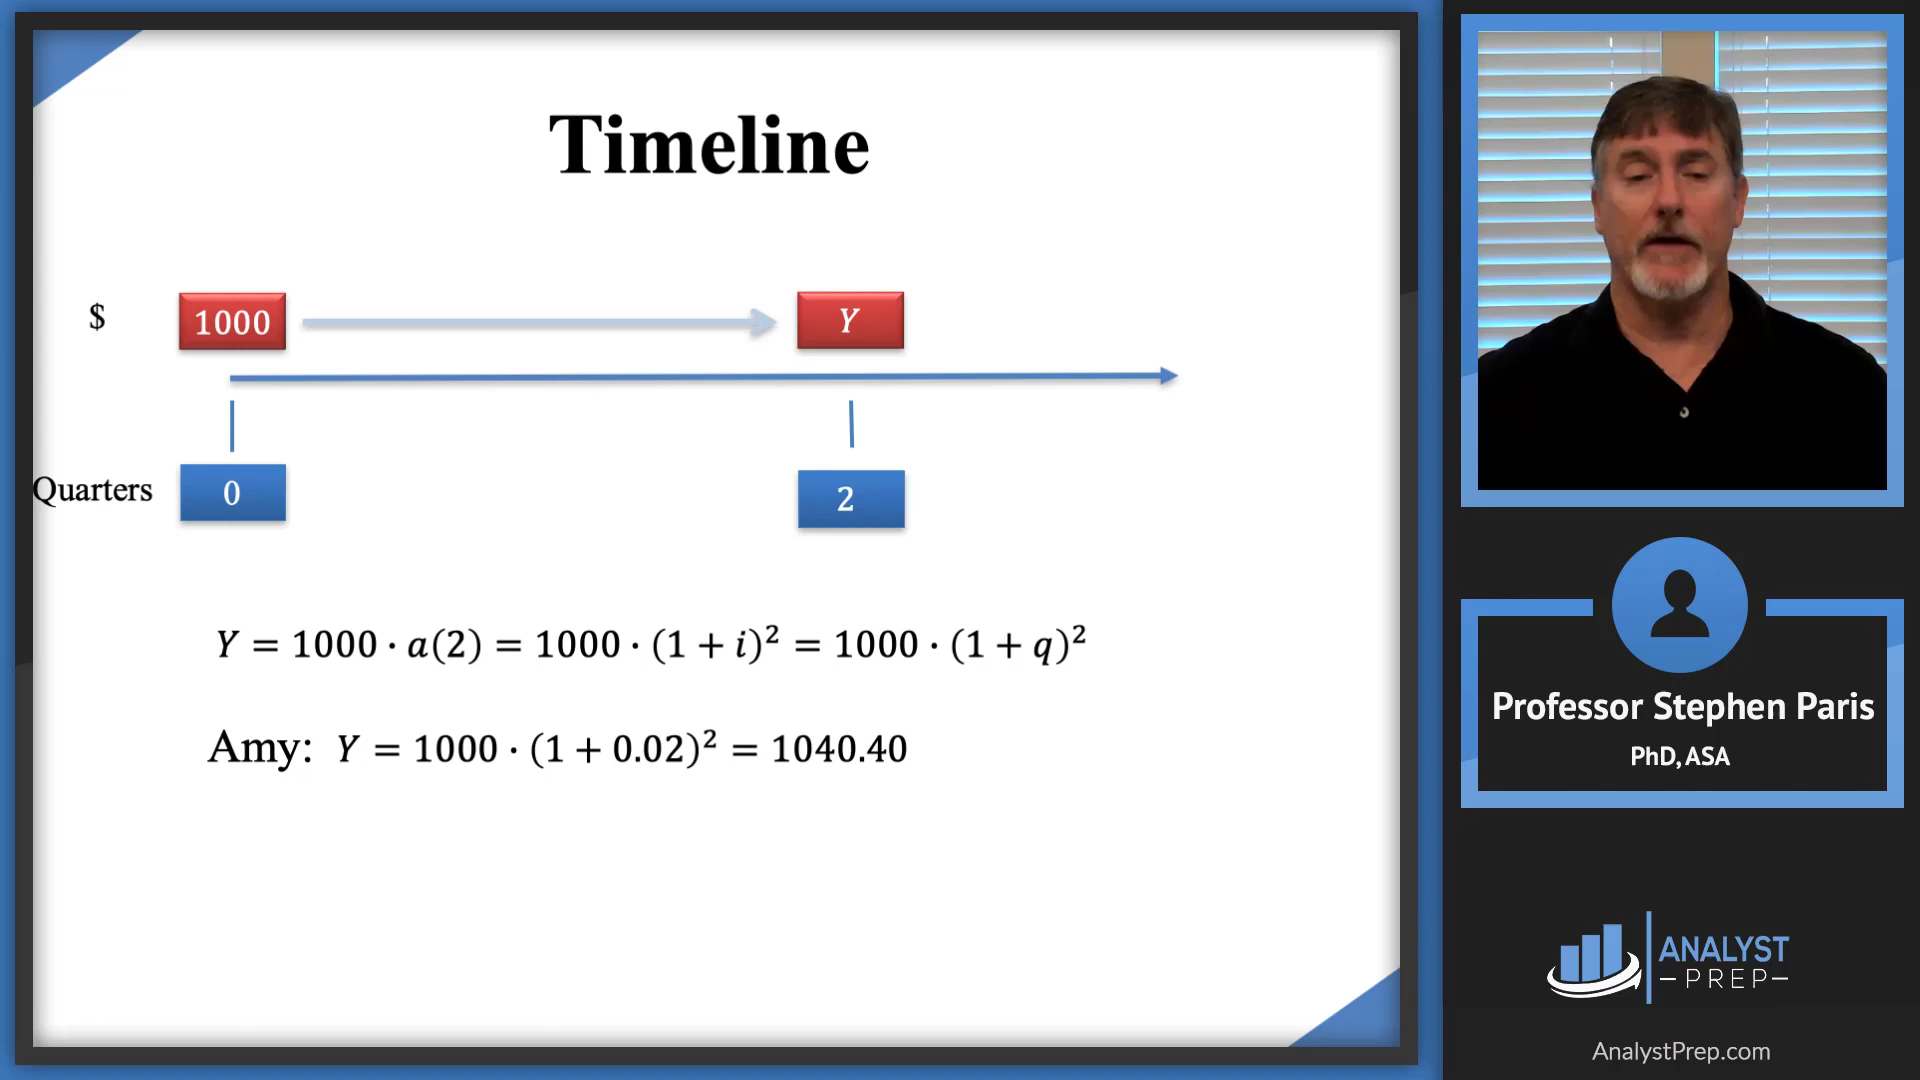 Timeline
$ 1000 Y
Quarters 0 2
Y = 1000 · a(2) = 1000 · (1 + i)² = 1000 · (1 + q)²
Amy: Y = 1000 · (1 + 0.02)² = 1040.40
Professor Stephen Paris
PhD, ASA
ANALYST
PREP
AnalystPrep.com